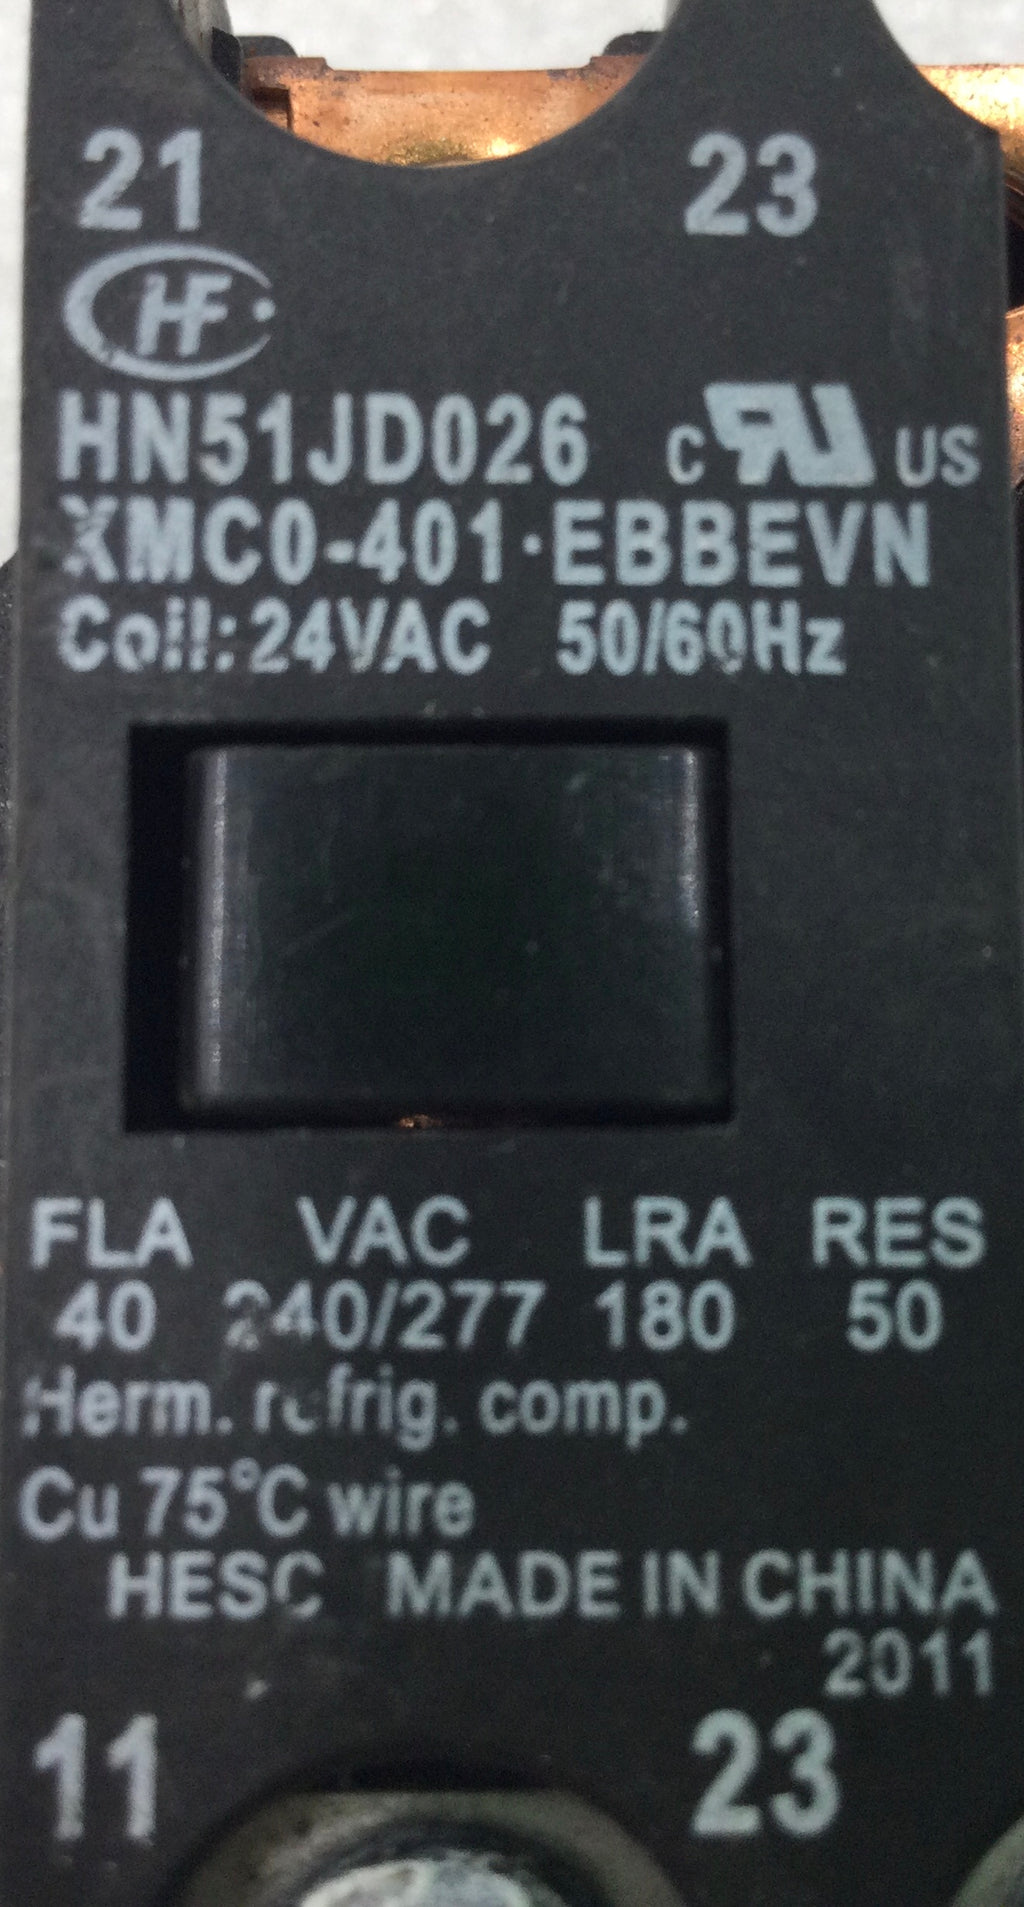 21 23
HF
HN51JD026 c RU US
XMC0-401·EBBEVN
Coil:24VAC 50/60Hz
FLA VAC LRA RES
40 240/277 180 50
Herm. refrig. comp.
Cu 75°C wire
HESC MADE IN CHINA
2011
11 23